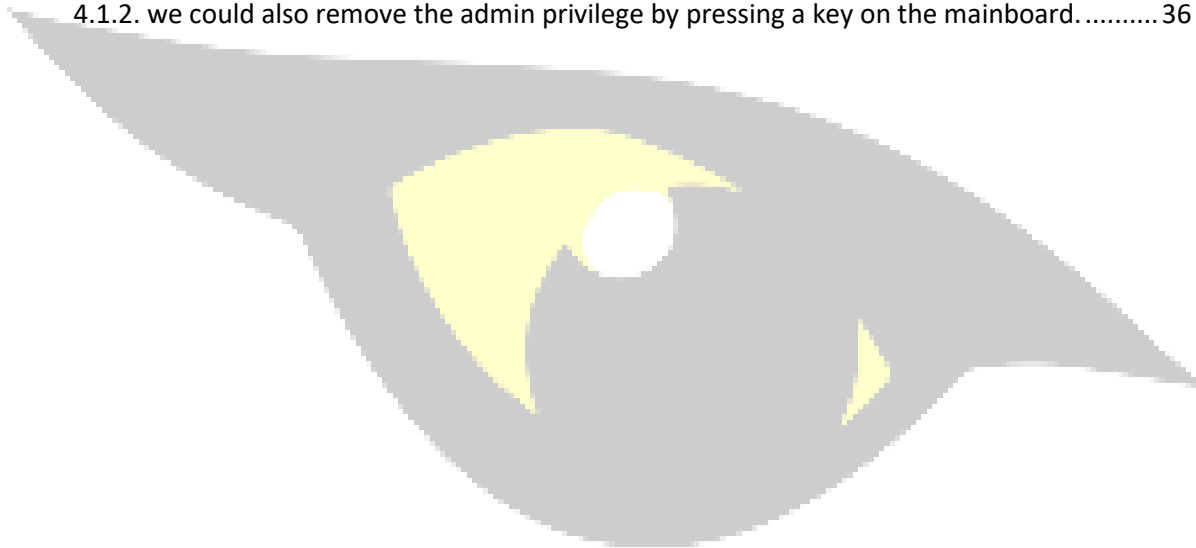 4.1.2. we could also remove the admin privilege by pressing a key on the mainboard. .......... 36